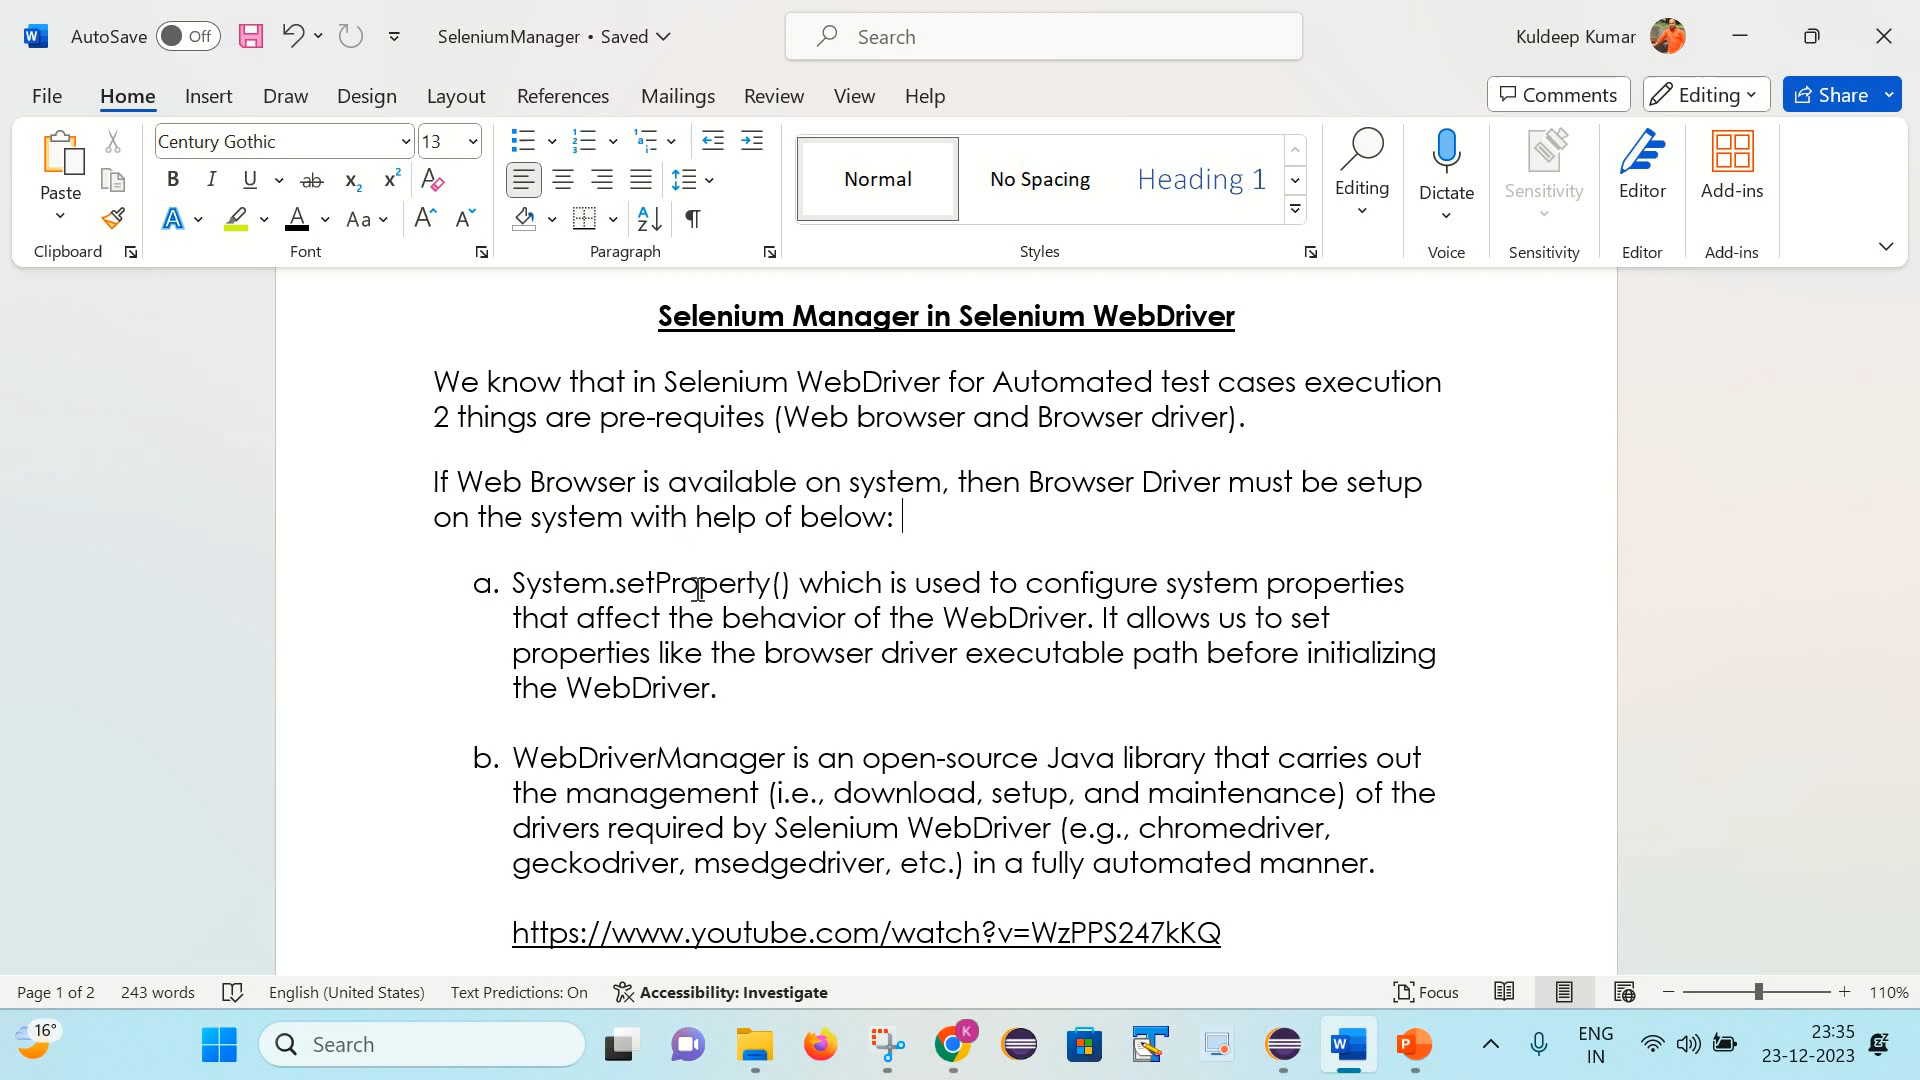 AutoSave Off SeleniumManager • Saved Search Kuldeep Kumar
File Home Insert Draw Design Layout References Mailings Review View Help Comments Editing Share
Paste Century Gothic 13 Normal No Spacing Heading 1 Editing Dictate Sensitivity Editor Add-ins
Clipboard Font Paragraph Styles Voice Sensitivity Editor Add-ins
Selenium Manager in Selenium WebDriver
We know that in Selenium WebDriver for Automated test cases execution
2 things are pre-requites (Web browser and Browser driver).
If Web Browser is available on system, then Browser Driver must be setup
on the system with help of below:
a. System.setProperty() which is used to configure system properties
that affect the behavior of the WebDriver. It allows us to set
properties like the browser driver executable path before initializing
the WebDriver.
b. WebDriverManager is an open-source Java library that carries out
the management (i.e., download, setup, and maintenance) of the
drivers required by Selenium WebDriver (e.g., chromedriver,
geckodriver, msedgedriver, etc.) in a fully automated manner.
https://www.youtube.com/watch?v=WzPPS247kKQ
Page 1 of 2 243 words English (United States) Text Predictions: On Accessibility: Investigate Focus 110%
16° Search ENG 23:35
IN 23-12-2023